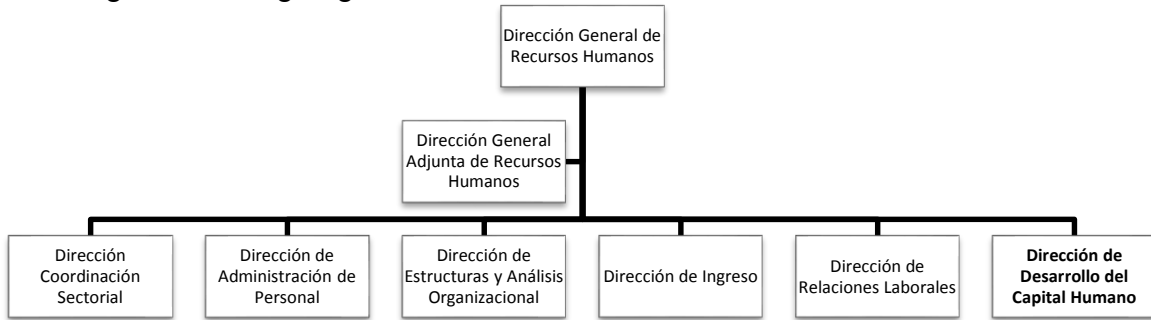 Dirección General de
Recursos Humanos
Dirección General
Adjunta de Recursos
Humanos
Dirección
Coordinación
Sectorial
Dirección de
Administración de
Personal
Dirección de
Estructuras y Análisis
Organizacional
Dirección de Ingreso
Dirección de
Relaciones Laborales
Dirección de
Desarrollo del
Capital Humano